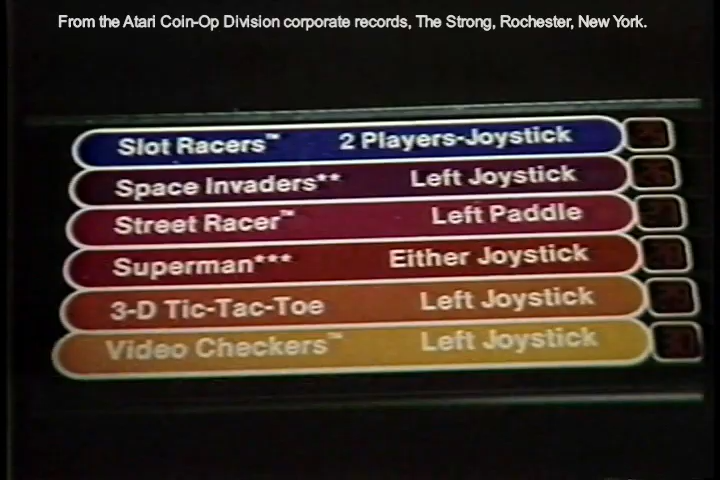 From the Atari Coin-Op Division corporate records, The Strong, Rochester, New York.
Slot Racers™ 2 Players-Joystick
Space Invaders** Left Joystick
Street Racer™ Left Paddle
Superman*** Either Joystick
3-D Tic-Tac-Toe Left Joystick
Video Checkers™ Left Joystick